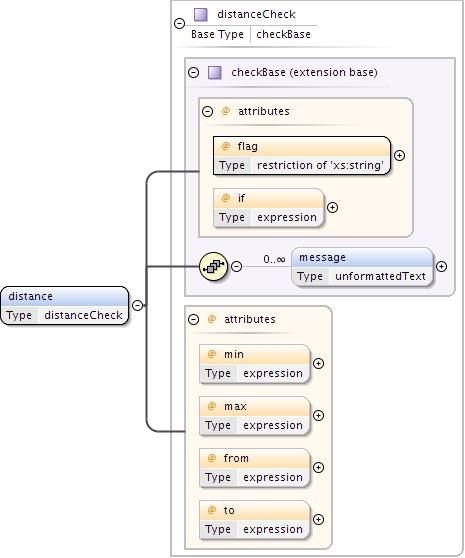 distanceCheck
Base Type checkBase
checkBase (extension base)
@ attributes
@ flag
Type restriction of 'xs:string'
@ if
Type expression
0..∞
message
Type unformattedText
distance
Type distanceCheck
@ attributes
@ min
Type expression
@ max
Type expression
@ from
Type expression
@ to
Type expression